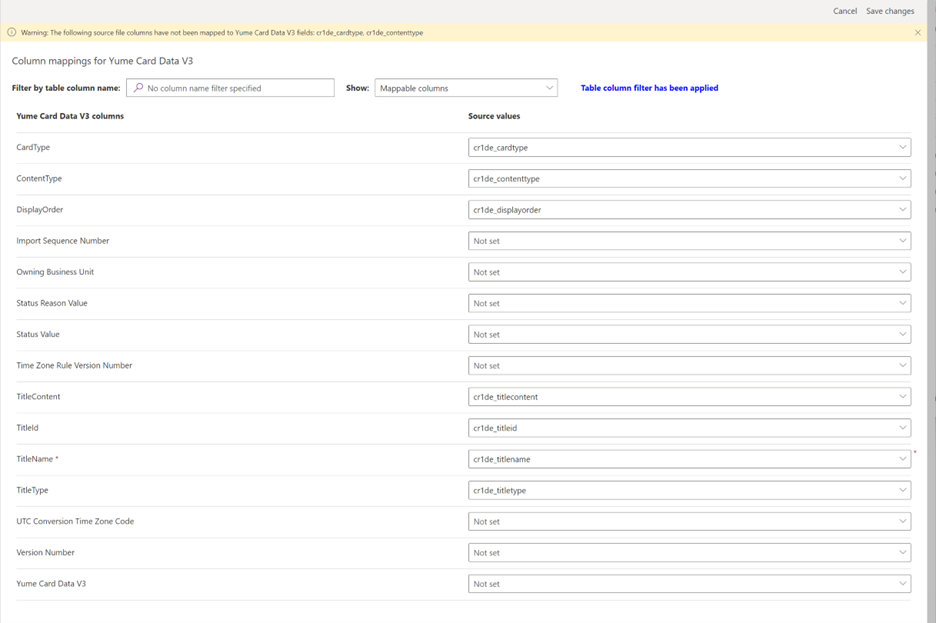 Cancel Save changes
Warning: The following source file columns have not been mapped to Yume Card Data V3 fields: cr1de_cardtype, cr1de_contenttype
Column mappings for Yume Card Data V3
Filter by table column name: No column name filter specified Show: Mappable columns Table column filter has been applied
Yume Card Data V3 columns Source values
CardType cr1de_cardtype
ContentType cr1de_contenttype
DisplayOrder cr1de_displayorder
Import Sequence Number Not set
Owning Business Unit Not set
Status Reason Value Not set
Status Value Not set
Time Zone Rule Version Number Not set
TitleContent cr1de_titlecontent
TitleId cr1de_titleid
TitleName * cr1de_titlename *
TitleType cr1de_titletype
UTC Conversion Time Zone Code Not set
Version Number Not set
Yume Card Data V3 Not set